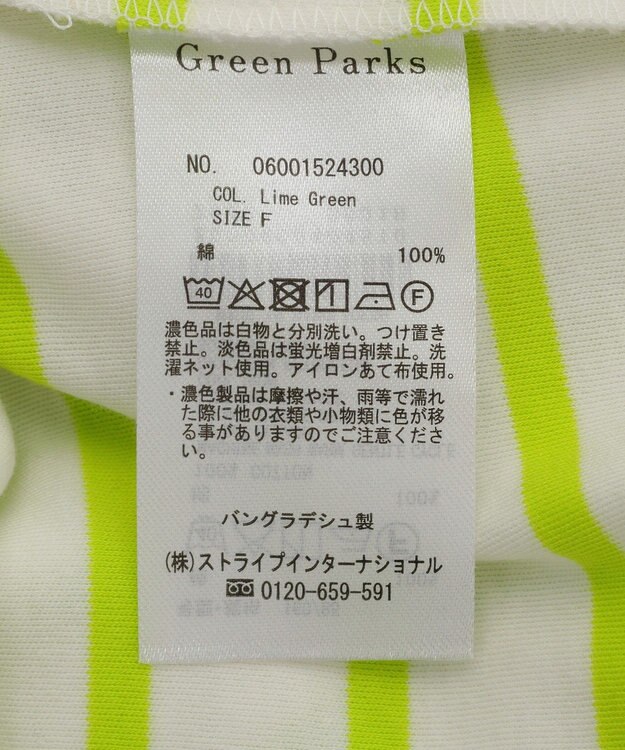 Green Parks
NO. 06001524300
COL. Lime Green
SIZE F
綿 100%
40 F
濃色品は白物と分別洗い。つけ置き
禁止。淡色品は蛍光増白剤禁止。洗
濯ネット使用。アイロンあて布使用。
・濃色製品は摩擦や汗、雨等で濡れ
た際に他の衣類や小物類に色が移
る事がありますのでご注意くださ
い。
バングラデシュ製
(株)ストライプインターナショナル
0120-659-591